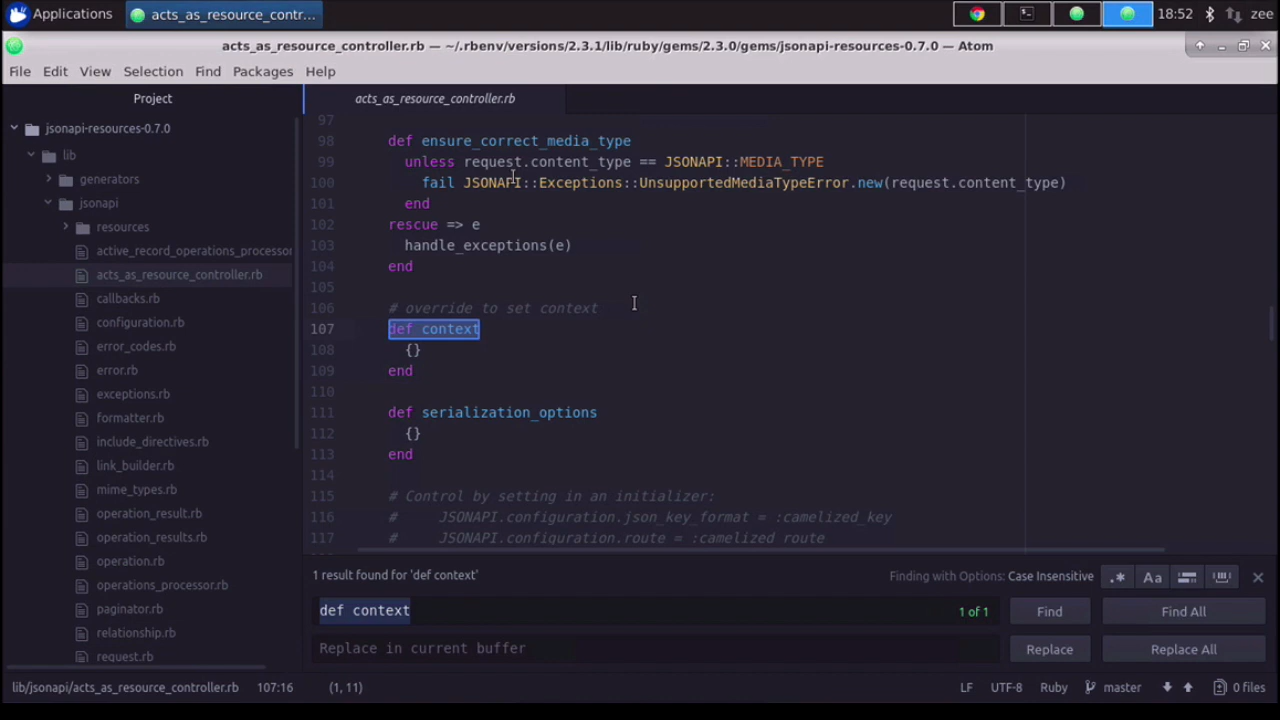 Applications
acts_as_resource_contr...
18:52
zee
acts_as_resource_controller.rb — ~/.rbenv/versions/2.3.1/lib/ruby/gems/2.3.0/gems/jsonapi-resources-0.7.0 — Atom
File Edit View Selection Find Packages Help
Project
acts_as_resource_controller.rb
jsonapi-resources-0.7.0
lib
generators
jsonapi
resources
active_record_operations_processor
acts_as_resource_controller.rb
callbacks.rb
configuration.rb
error_codes.rb
error.rb
exceptions.rb
formatter.rb
include_directives.rb
link_builder.rb
mime_types.rb
operation_result.rb
operation_results.rb
operation.rb
operations_processor.rb
paginator.rb
relationship.rb
request.rb
97
98 def ensure_correct_media_type
99 unless request.content_type == JSONAPI::MEDIA_TYPE
100 fail JSONAPI::Exceptions::UnsupportedMediaTypeError.new(request.content_type)
101 end
102 rescue => e
103 handle_exceptions(e)
104 end
105
106 # override to set context
107 def context
108 {}
109 end
110
111 def serialization_options
112 {}
113 end
114
115 # Control by setting in an initializer:
116 # JSONAPI.configuration.json_key_format = :camelized_key
117 # JSONAPI.configuration.route = :camelized_route
1 result found for 'def context'
Finding with Options: Case Insensitive
.* Aa
def context
1 of 1
Find
Find All
Replace in current buffer
Replace
Replace All
lib/jsonapi/acts_as_resource_controller.rb 107:16 (1, 11)
LF UTF-8 Ruby master 0 files